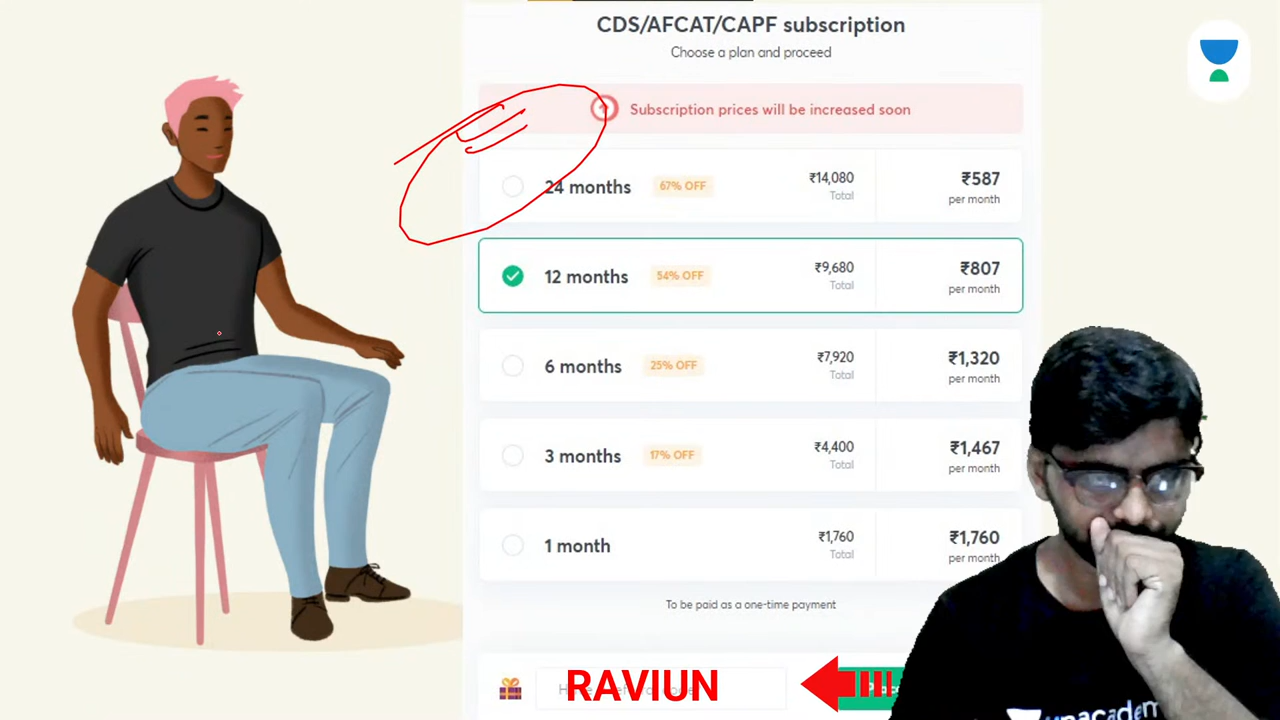 CDS/AFCAT/CAPF subscription
Choose a plan and proceed
Subscription prices will be increased soon
24 months 67% OFF ₹14,080 Total ₹587 per month
12 months 54% OFF ₹9,680 Total ₹807 per month
6 months 25% OFF ₹7,920 Total ₹1,320 per month
3 months 17% OFF ₹4,400 Total ₹1,467 per month
1 month ₹1,760 Total ₹1,760 per month
To be paid as a one-time payment
RAVIUN